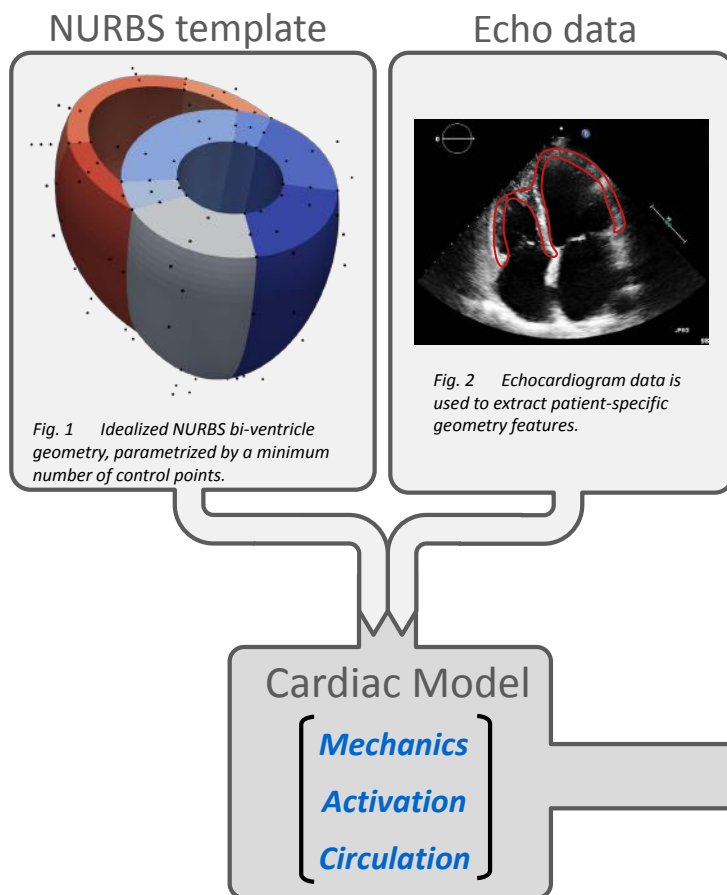 NURBS template
Echo data
Fig. 1 Idealized NURBS bi-ventricle
geometry, parametrized by a minimum
number of control points.
JPHO
Fig. 2 Echocardiogram data is
used to extract patient-specific
geometry features.
Cardiac Model
Mechanics
Activation
Circulation